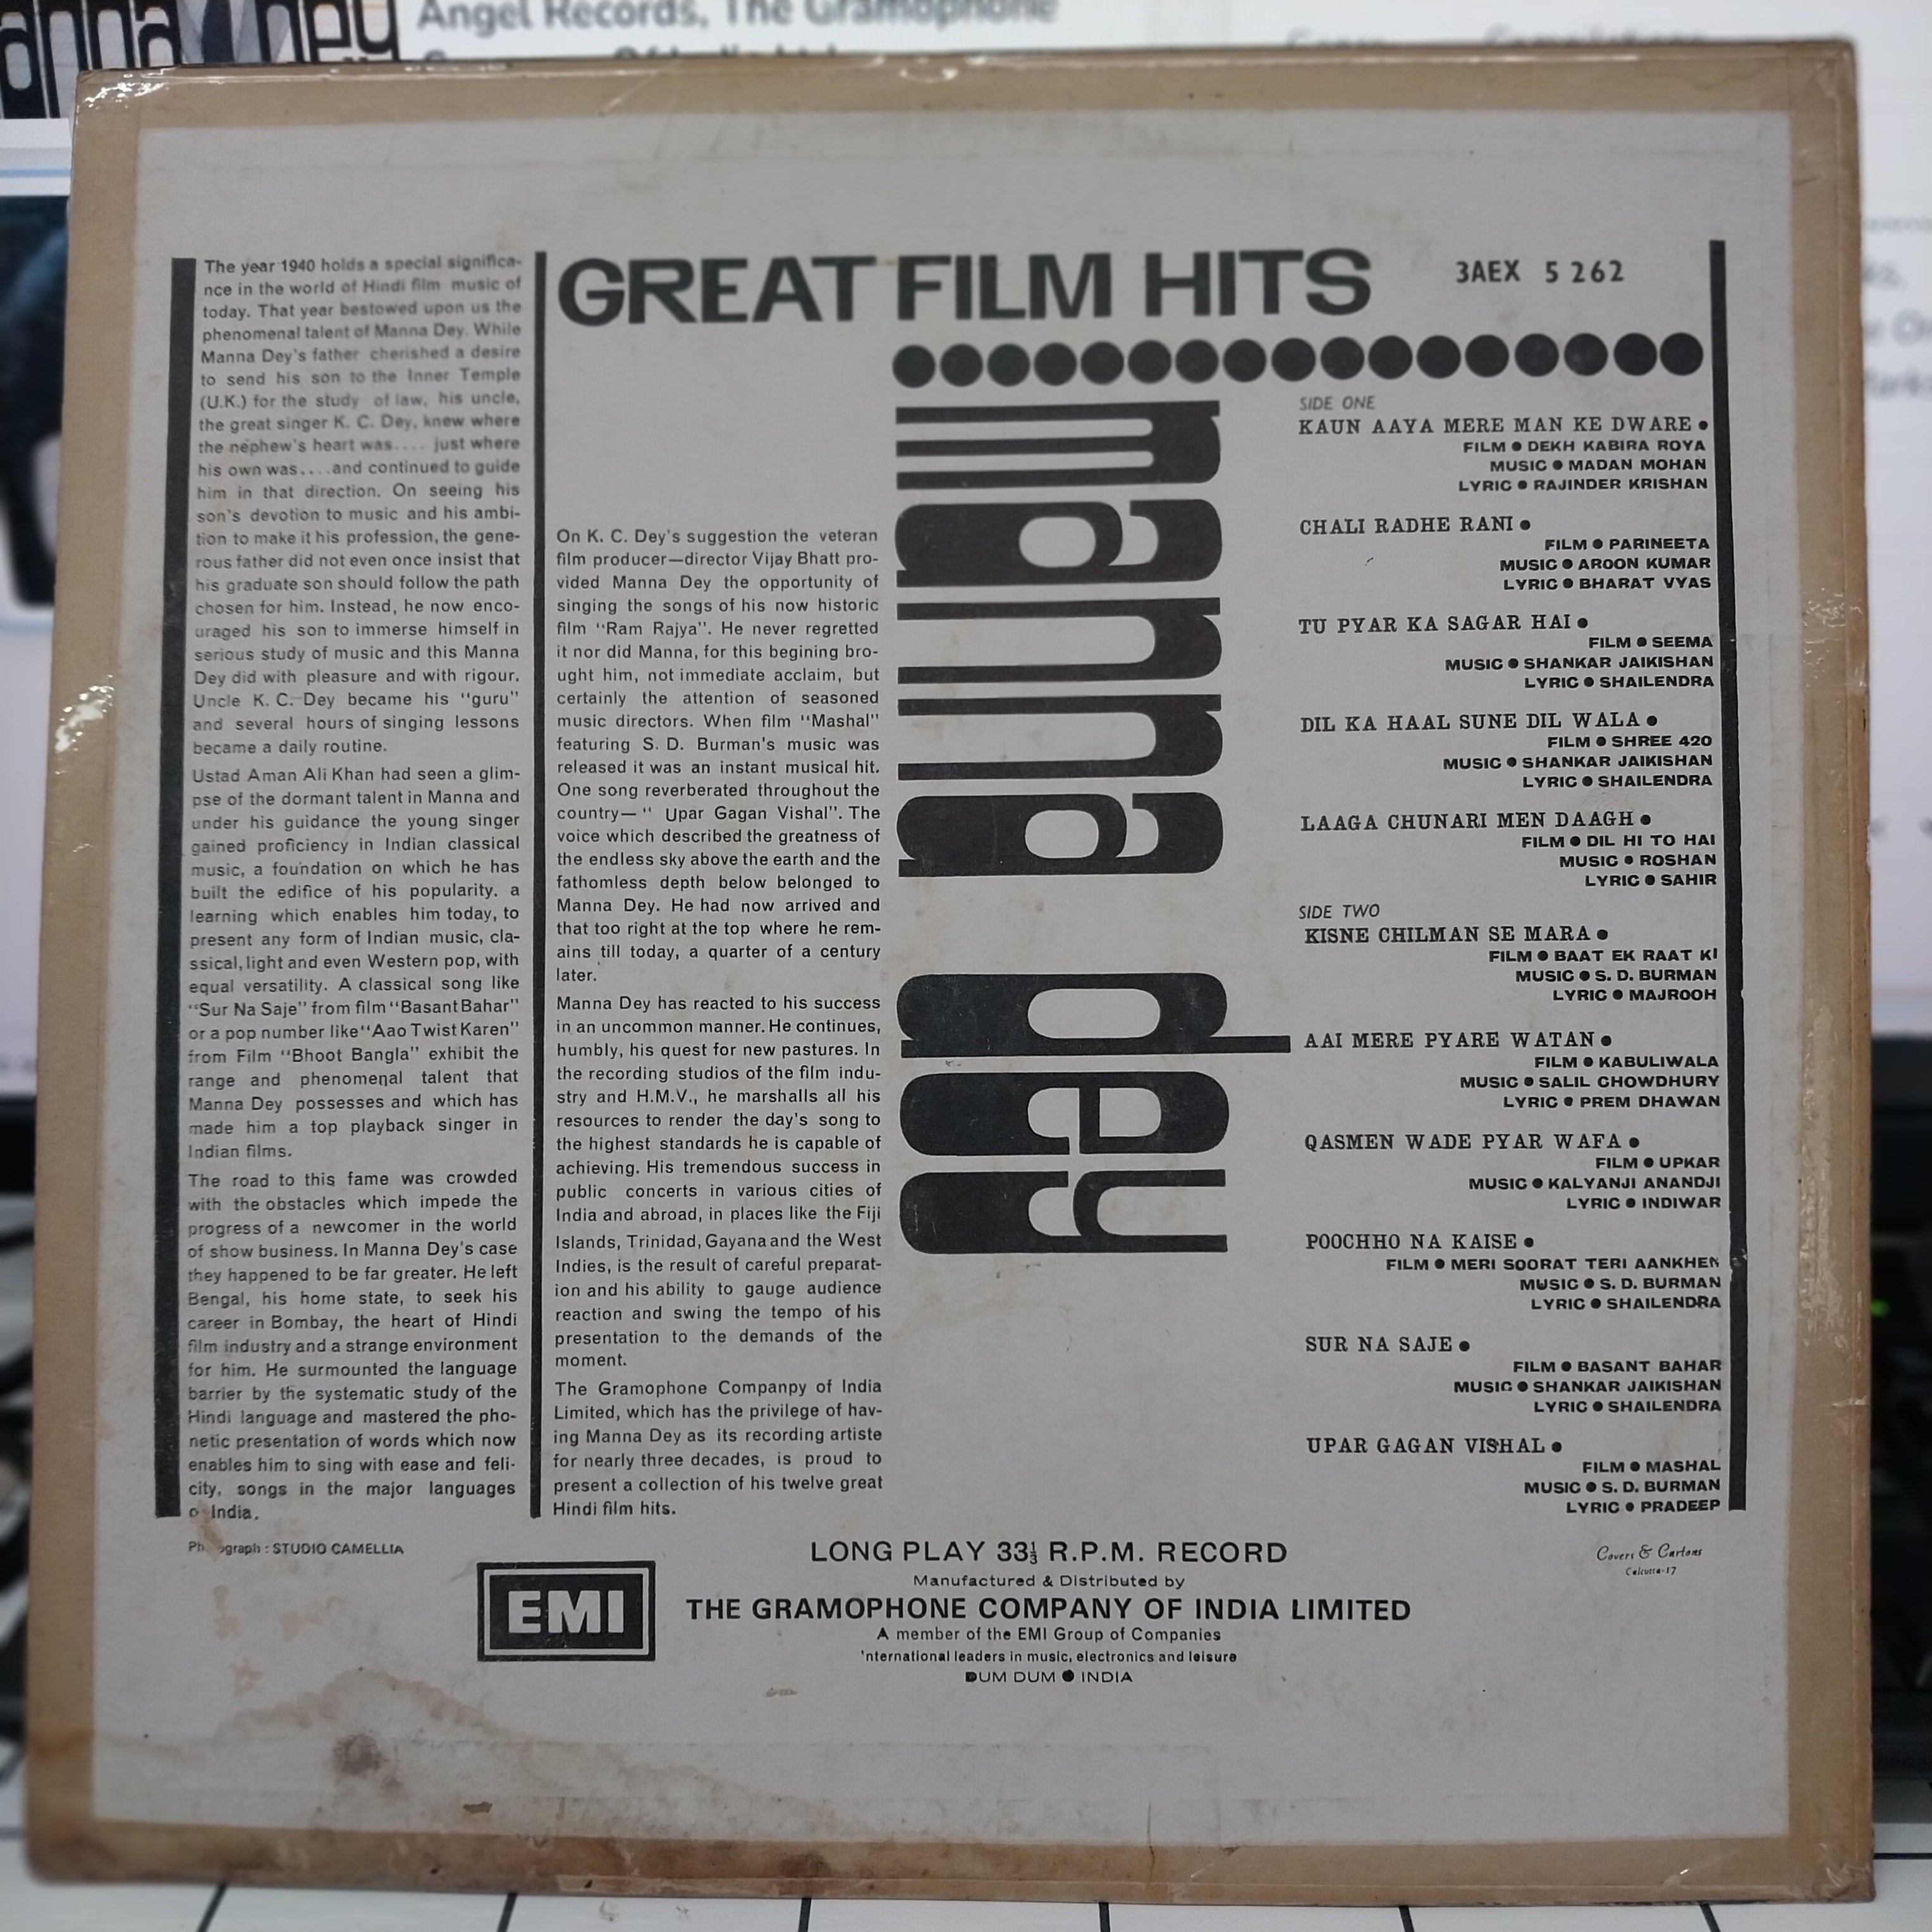 anna dey
Angel Records, The Gramophone
GREAT FILM HITS
3AEX 5262
The year 1940 holds a special significa-
nce in the world of Hindi film music of
today. That year bestowed upon us the
phenomenal talent of Manna Dey. While
Manna Dey's father cherished a desire
to send his son to the Inner Temple
(U.K.) for the study of law, his uncle,
the great singer K. C. Dey, knew where
the nephew's heart was.... just where
his own was....and continued to guide
him in that direction. On seeing his
son's devotion to music and his ambi-
tion to make it his profession, the gene-
rous father did not even once insist that
his graduate son should follow the path
chosen for him. Instead, he now enco-
uraged his son to immerse himself in
serious study of music and this Manna
Dey did with pleasure and with rigour.
Uncle K. C. Dey became his "guru"
and several hours of singing lessons
became a daily routine.
Ustad Aman Ali Khan had seen a glim-
pse of the dormant talent in Manna and
under his guidance the young singer
gained proficiency in Indian classical
music, a foundation on which he has
built the edifice of his popularity. a
learning which enables him today, to
present any form of Indian music, cla-
ssical, light and even Western pop, with
equal versatility. A classical song like
"Sur Na Saje" from film "Basant Bahar"
or a pop number like "Aao Twist Karen"
from Film "Bhoot Bangla" exhibit the
range and phenomenal talent that
Manna Dey possesses and which has
made him a top playback singer in
Indian films.
The road to this fame was crowded
with the obstacles which impede the
progress of a newcomer in the world
of show business. In Manna Dey's case
they happened to be far greater. He left
Bengal, his home state, to seek his
career in Bombay, the heart of Hindi
film industry and a strange environment
for him. He surmounted the language
barrier by the systematic study of the
Hindi language and mastered the pho-
netic presentation of words which now
enables him to sing with ease and feli-
city, songs in the major languages
o India.
On K. C. Dey's suggestion the veteran
film producer—director Vijay Bhatt pro-
vided Manna Dey the opportunity of
singing the songs of his now historic
film "Ram Rajya". He never regretted
it nor did Manna, for this begining bro-
ught him, not immediate acclaim, but
certainly the attention of seasoned
music directors. When film "Mashal"
featuring S. D. Burman's music was
released it was an instant musical hit.
One song reverberated throughout the
country— " Upar Gagan Vishal". The
voice which described the greatness of
the endless sky above the earth and the
fathomless depth below belonged to
Manna Dey. He had now arrived and
that too right at the top where he rem-
ains till today, a quarter of a century
later.
Manna Dey has reacted to his success
in an uncommon manner. He continues,
humbly, his quest for new pastures. In
the recording studios of the film indu-
stry and H.M.V., he marshalls all his
resources to render the day's song to
the highest standards he is capable of
achieving. His tremendous success in
public concerts in various cities of
India and abroad, in places like the Fiji
Islands, Trinidad, Gayana and the West
Indies, is the result of careful preparat-
ion and his ability to gauge audience
reaction and swing the tempo of his
presentation to the demands of the
moment.
The Gramophone Companpy of India
Limited, which has the privilege of hav-
ing Manna Dey as its recording artiste
for nearly three decades, is proud to
present a collection of his twelve great
Hindi film hits.
manna dey
SIDE ONE
KAUN AAYA MERE MAN KE DWARE ●
FILM ● DEKH KABIRA ROYA
MUSIC ● MADAN MOHAN
LYRIC ● RAJINDER KRISHAN
CHALI RADHE RANI ●
FILM ● PARINEETA
MUSIC ● AROON KUMAR
LYRIC ● BHARAT VYAS
TU PYAR KA SAGAR HAI ●
FILM ● SEEMA
MUSIC ● SHANKAR JAIKISHAN
LYRIC ● SHAILENDRA
DIL KA HAAL SUNE DIL WALA ●
FILM ● SHREE 420
MUSIC ● SHANKAR JAIKISHAN
LYRIC ● SHAILENDRA
LAAGA CHUNARI MEN DAAGH ●
FILM ● DIL HI TO HAI
MUSIC ● ROSHAN
LYRIC ● SAHIR
SIDE TWO
KISNE CHILMAN SE MARA ●
FILM ● BAAT EK RAAT KI
MUSIC ● S. D. BURMAN
LYRIC ● MAJROOH
AAI MERE PYARE WATAN ●
FILM ● KABULIWALA
MUSIC ● SALIL CHOWDHURY
LYRIC ● PREM DHAWAN
QASMEN WADE PYAR WAFA ●
FILM ● UPKAR
MUSIC ● KALYANJI ANANDJI
LYRIC ● INDIWAR
POOCHHO NA KAISE ●
FILM ● MERI SOORAT TERI AANKHEN
MUSIC ● S. D. BURMAN
LYRIC ● SHAILENDRA
SUR NA SAJE ●
FILM ● BASANT BAHAR
MUSIC ● SHANKAR JAIKISHAN
LYRIC ● SHAILENDRA
UPAR GAGAN VISHAL ●
FILM ● MASHAL
MUSIC ● S. D. BURMAN
LYRIC ● PRADEEP
STUDIO CAMELLIA
EMI
LONG PLAY 33⅓ R.P.M. RECORD
Manufactured & Distributed by
THE GRAMOPHONE COMPANY OF INDIA LIMITED
A member of the EMI Group of Companies
'nternational leaders in music, electronics and leisure
DUM DUM ● INDIA
Covers & Cartons
Calcutta-17